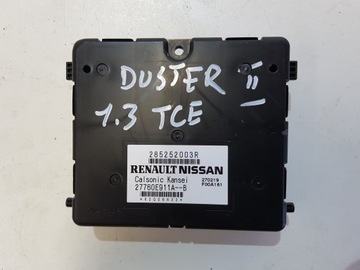 DUSTER II
1.3 TCE
285252003R
RENAULT NISSAN
Calsonic Kansei
270219
F00A161
27760E911A--B